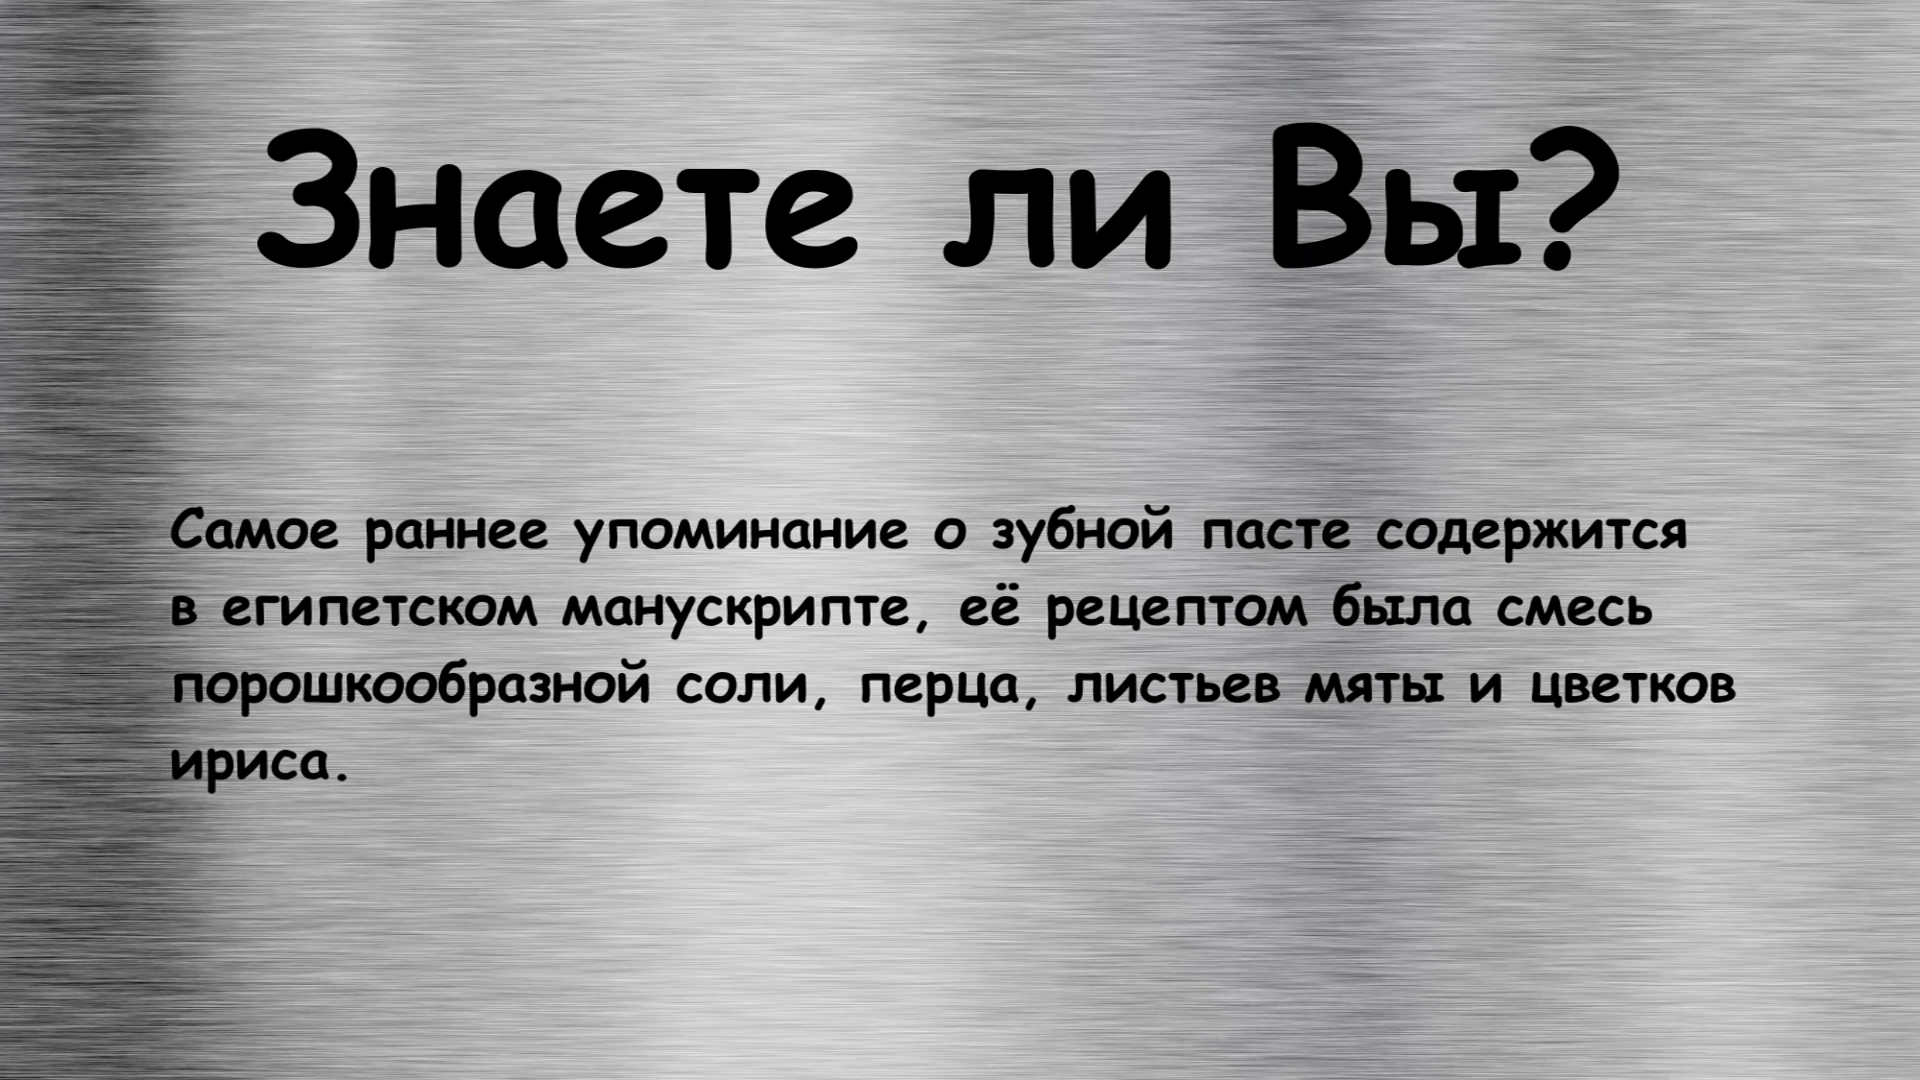 Знаете ли Вы?
Самое раннее упоминание о зубной пасте содержится
в египетском манускрипте, её рецептом была смесь
порошкообразной соли, перца, листьев мяты и цветков
ириса.